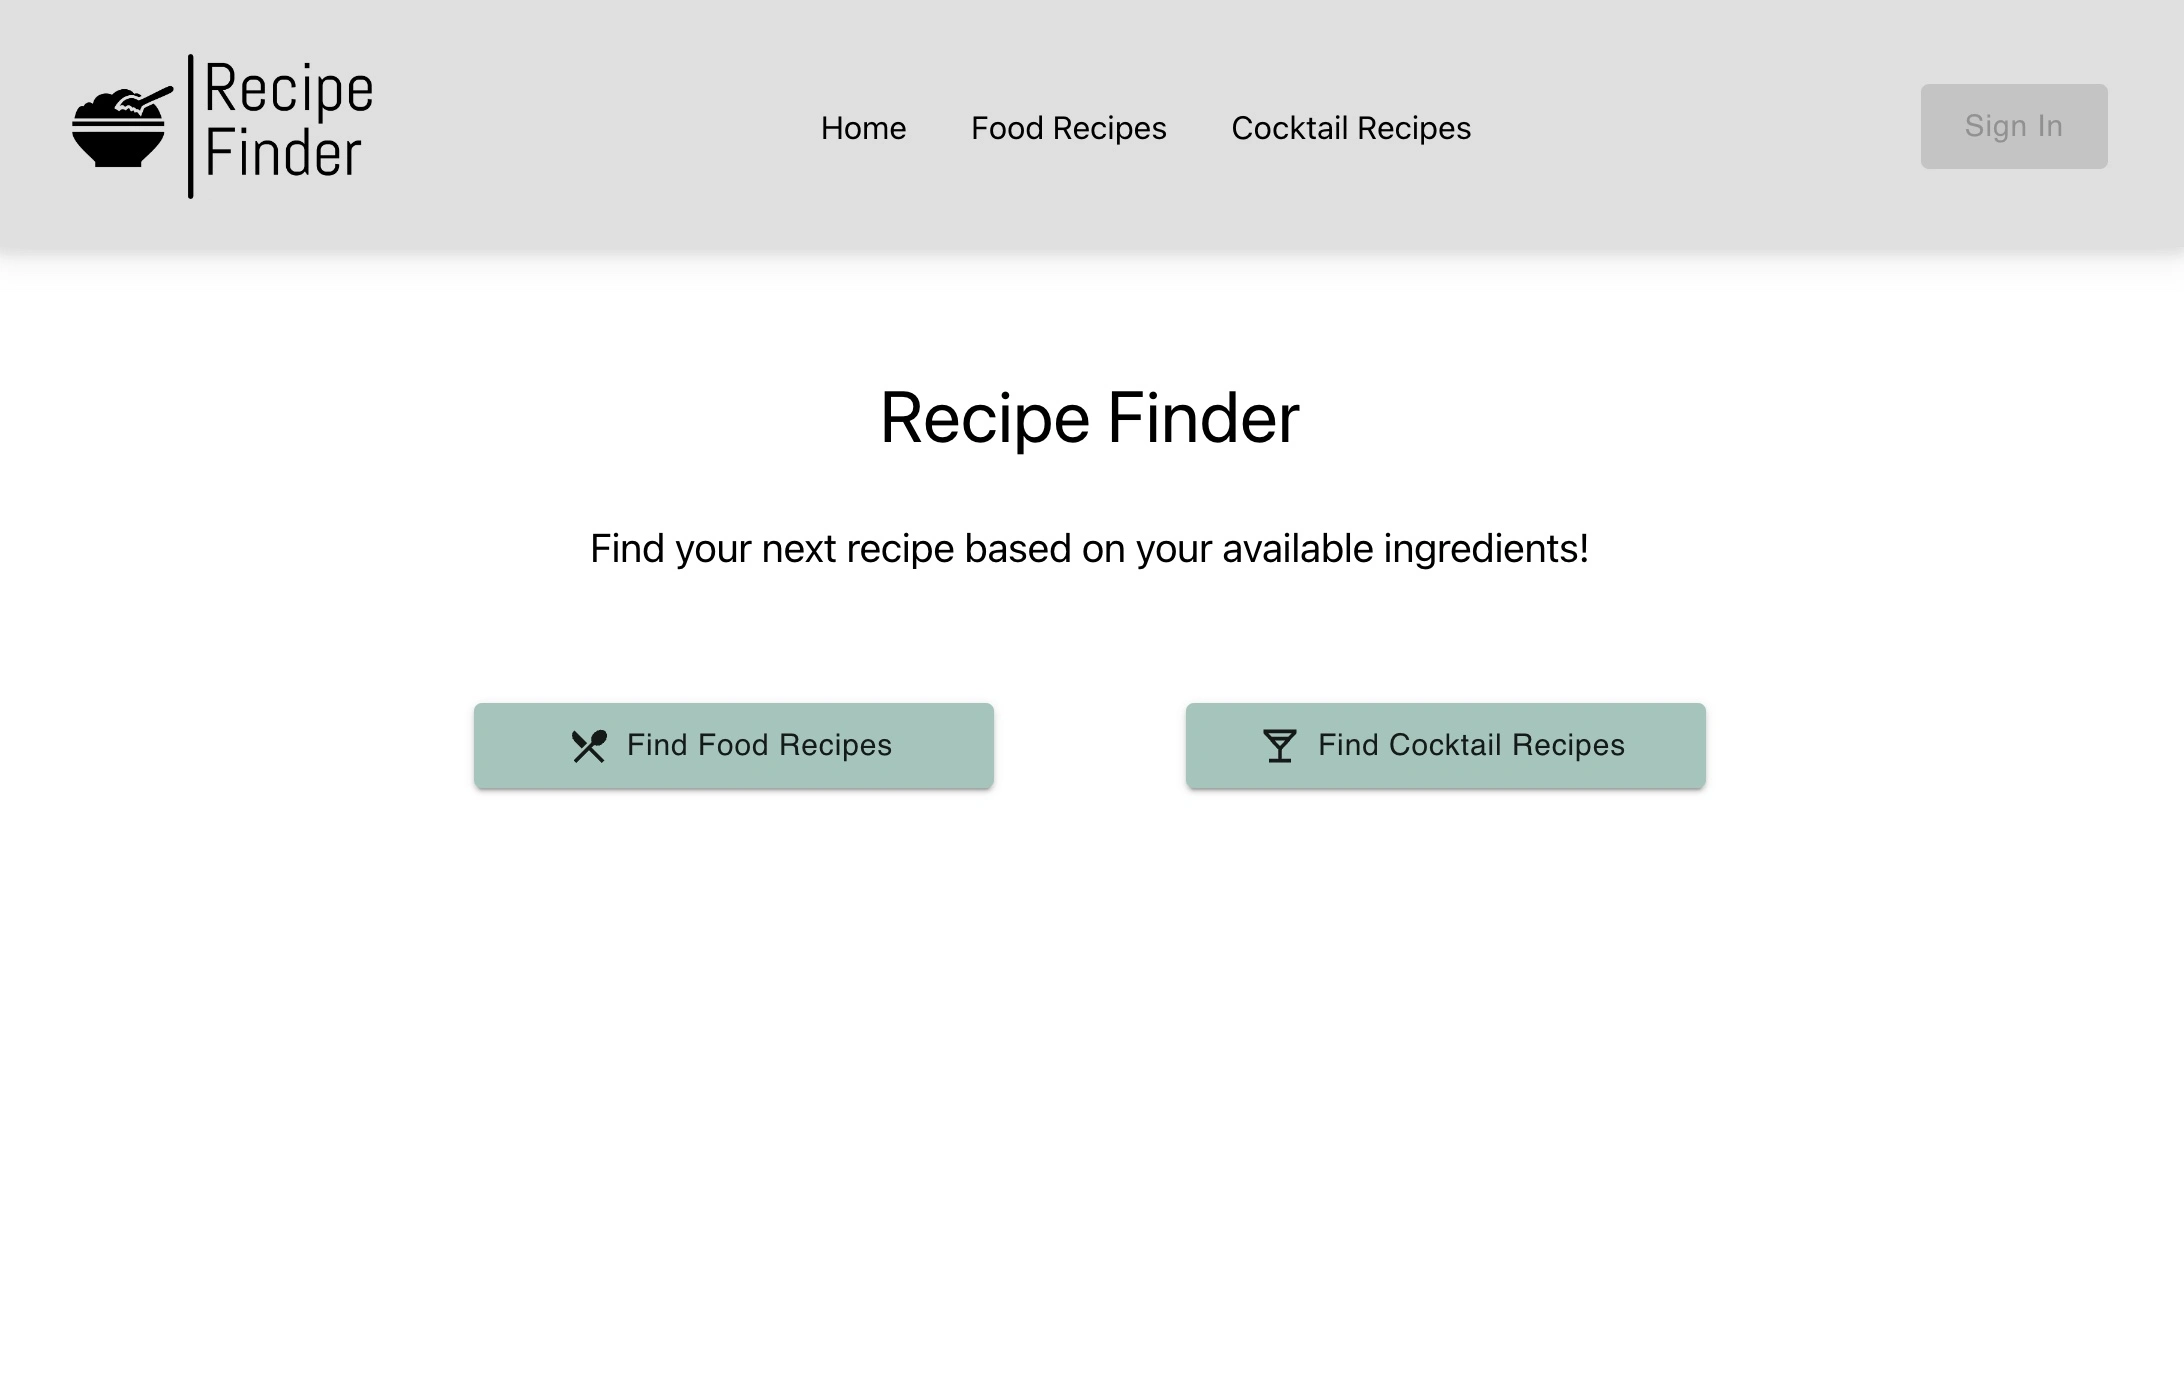 Recipe
Finder
Home
Food Recipes
Cocktail Recipes
Sign In
Recipe Finder
Find your next recipe based on your available ingredients!
Find Food Recipes
Find Cocktail Recipes